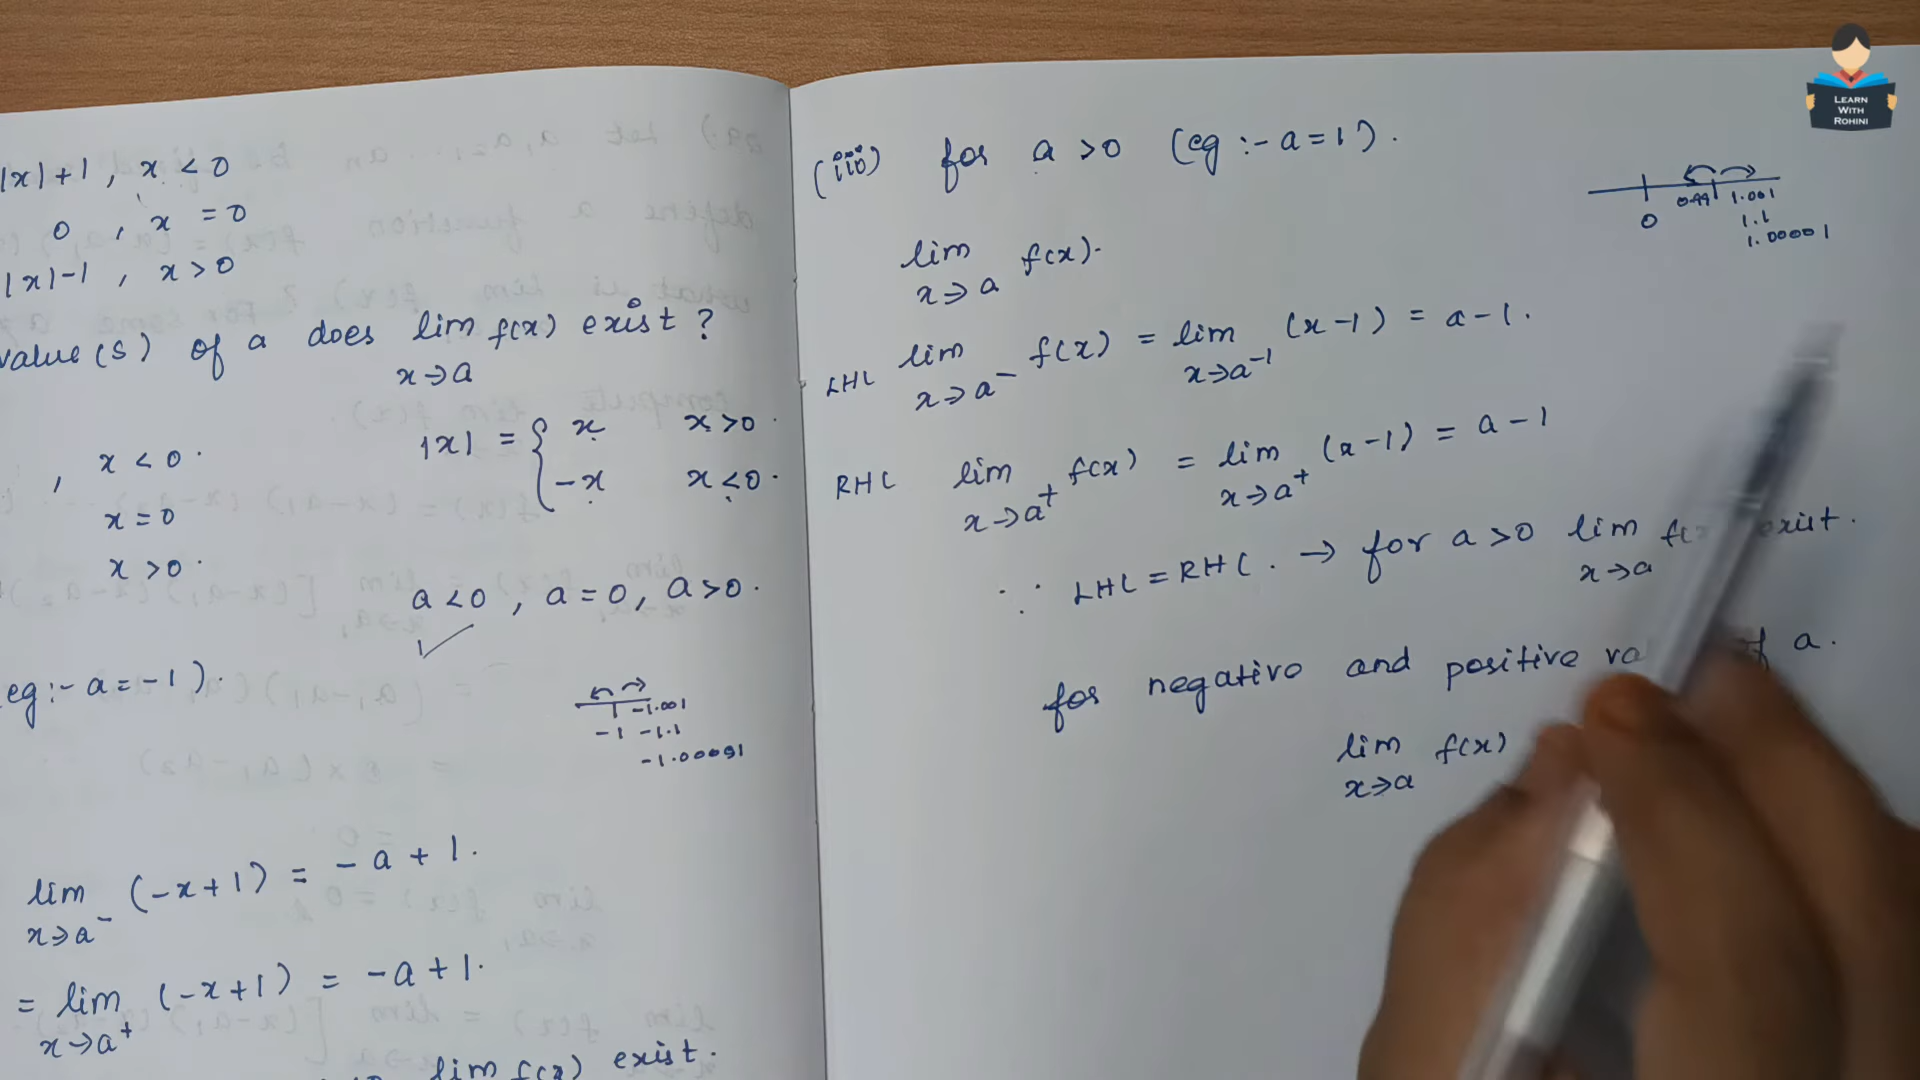 |x|+1, x < 0
0, x = 0
|x|-1, x > 0
value(s) of a does lim f(x) exist?
x→a
, x < 0.
x = 0
x > 0.
|x| = { x x > 0.
-x x < 0.
a < 0, a = 0, a > 0.
eg :- a = -1).
1 -1.001
-1 -1.1
-1.00001
lim (-x+1) = -a+1.
x→a⁻
= lim (-x+1) = -a+1.
x→a⁺
lim f(x) exist.
(iii) for a > 0 (eg :- a = 1).
0 0.99 1.001
1.1
1.00001
lim f(x).
x→a
LHL lim f(x) = lim (x-1) = a-1.
x→a⁻ x→a⁻¹
RHL lim f(x) = lim (x-1) = a-1
x→a⁺ x→a⁺
∵ LHL = RHL. → for a > 0 lim exist.
x→a
for negative and positive a.
lim f(x)
x→a
LEARN
WITH
ROHINI